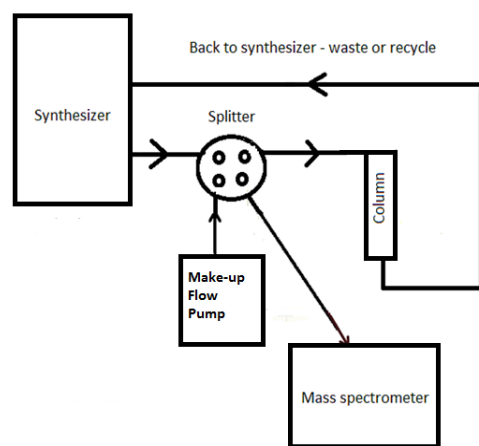 Back to synthesizer - waste or recycle
Synthesizer
Splitter
Column
Make-up
Flow
Pump
Mass spectrometer